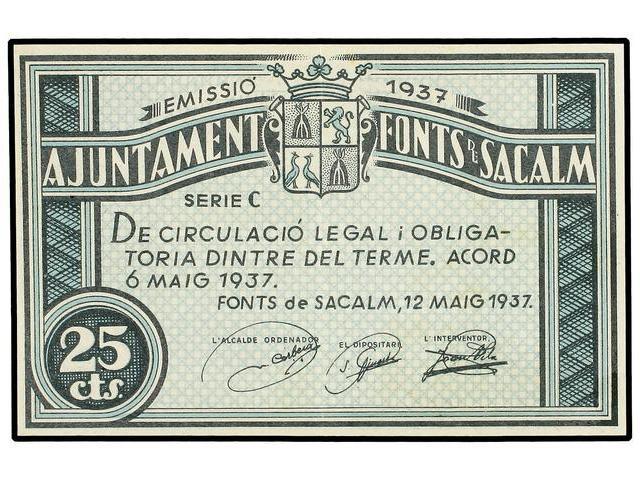 EMISSIÓ 1937
AJUNTAMENT FONTS DE SACALM
SERIE C
DE CIRCULACIÓ LEGAL i OBLIGA-
TORIA DINTRE DEL TERME. ACORD
6 MAIG 1937.
FONTS de SACALM, 12 MAIG 1937.
L'ALCALDE ORDENADOR EL DIPOSITARI, L'INTERVENTOR,
25
cts.